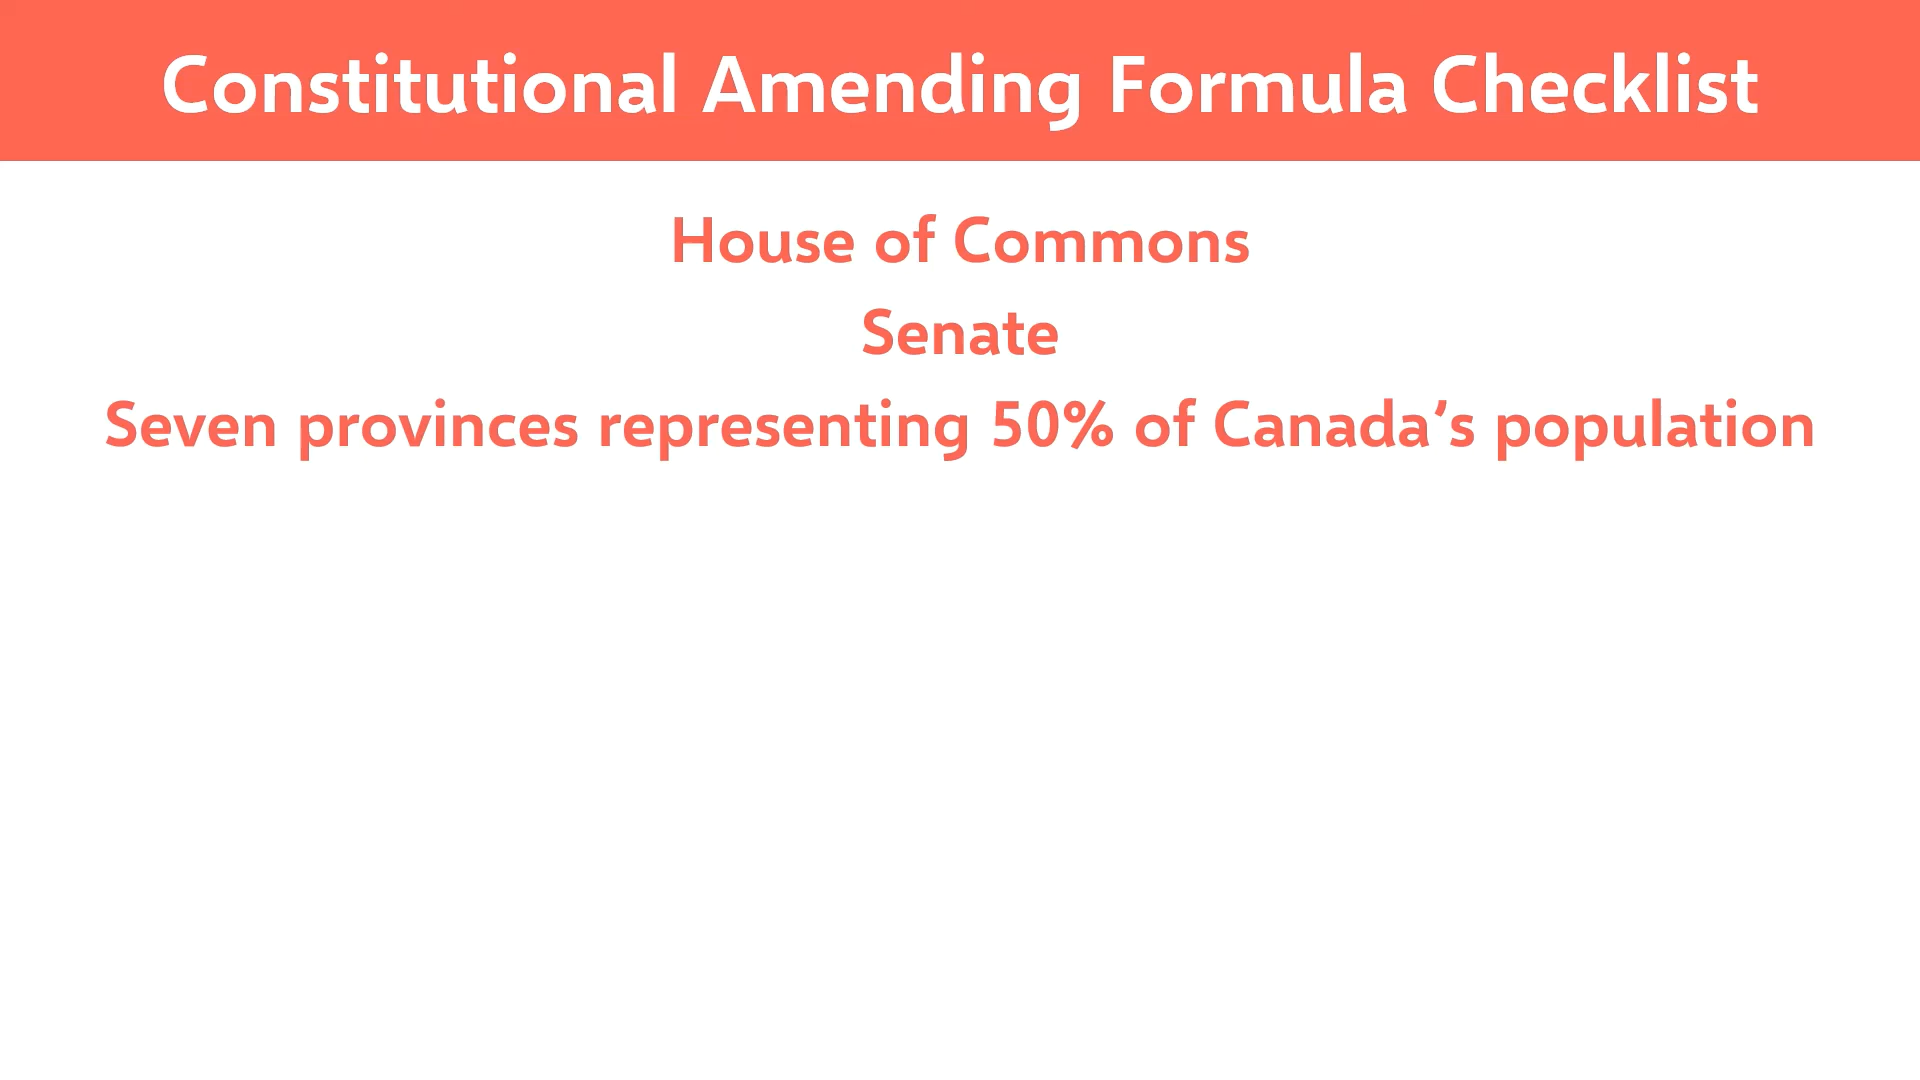 Constitutional Amending Formula Checklist
House of Commons
Senate
Seven provinces representing 50% of Canada’s population